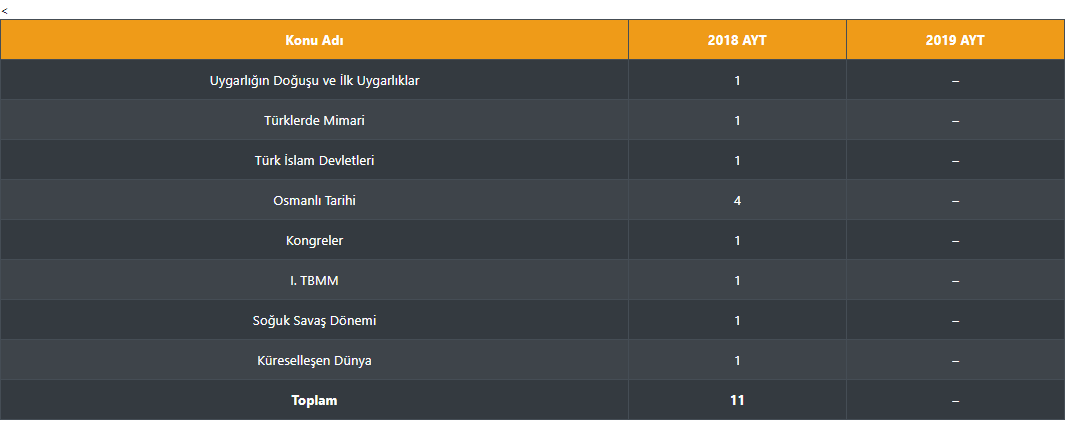 <
Konu Adı 2018 AYT 2019 AYT
Uygarlığın Doğuşu ve İlk Uygarlıklar 1 –
Türklerde Mimari 1 –
Türk İslam Devletleri 1 –
Osmanlı Tarihi 4 –
Kongreler 1 –
I. TBMM 1 –
Soğuk Savaş Dönemi 1 –
Küreselleşen Dünya 1 –
Toplam 11 –